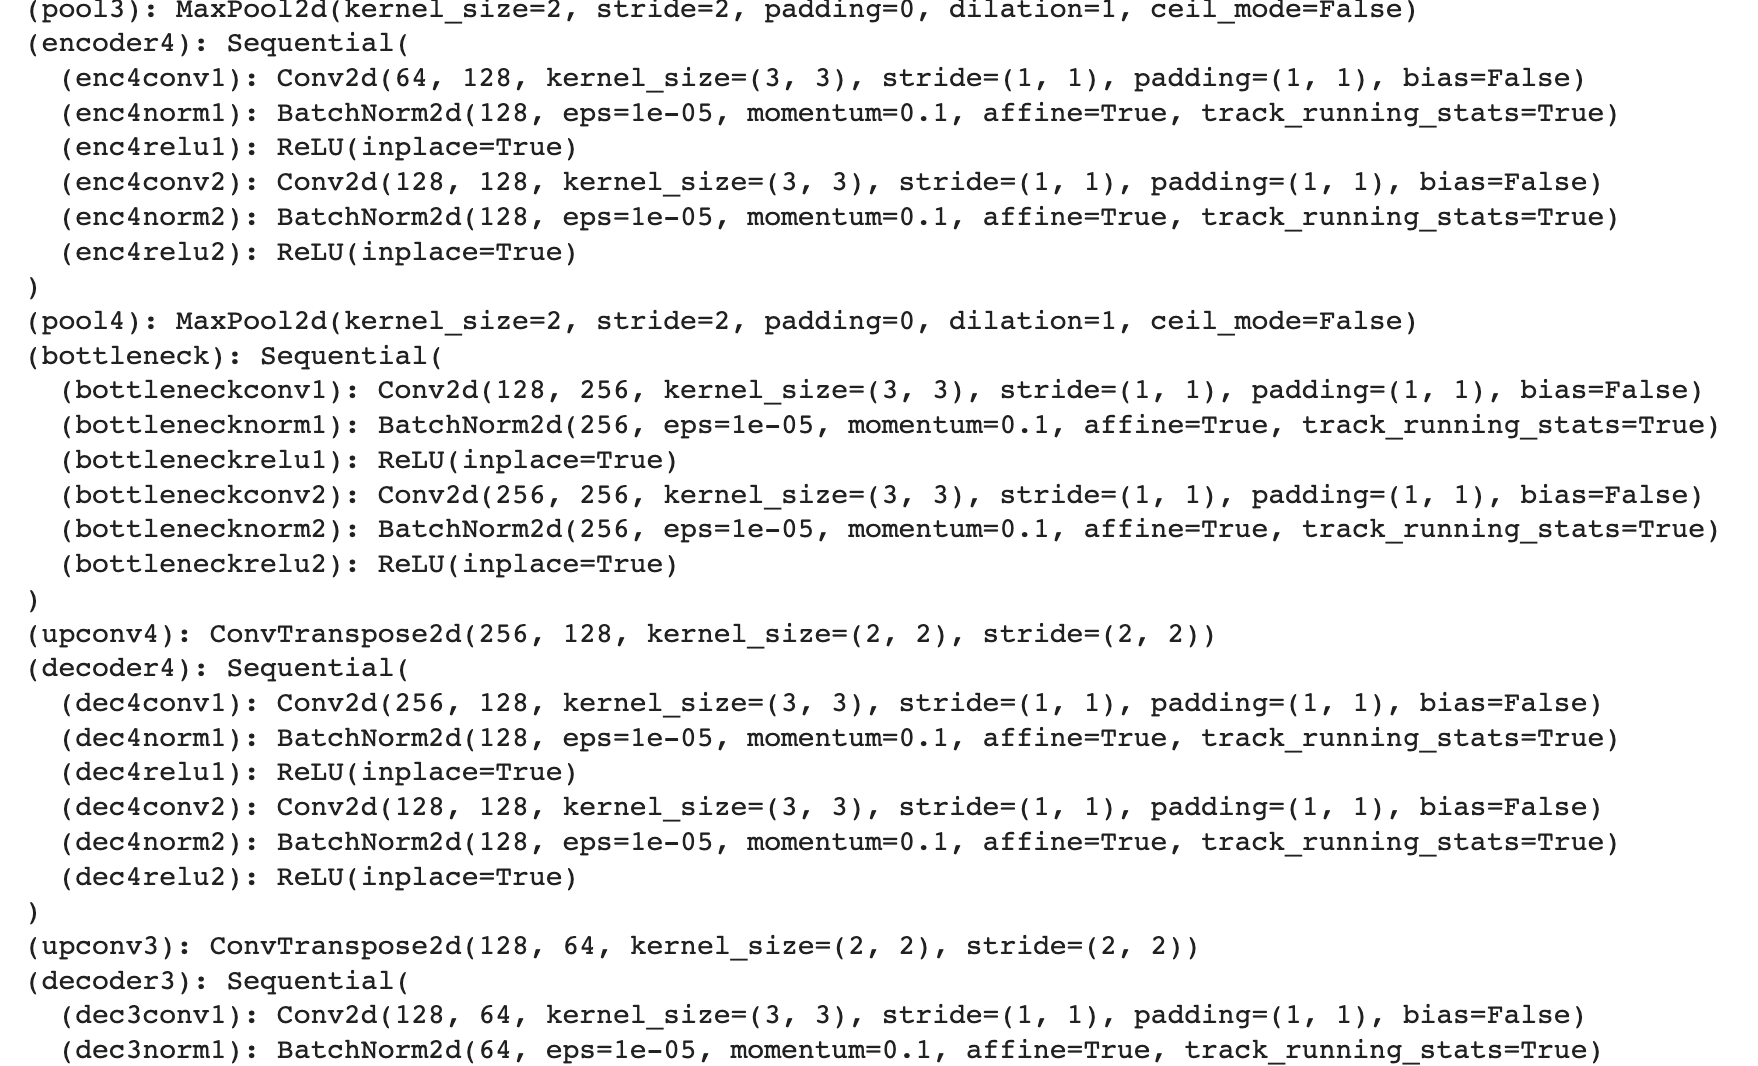 (pool3): MaxPool2d(kernel_size=2, stride=2, padding=0, dilation=1, ceil_mode=False)
(encoder4): Sequential(
  (enc4conv1): Conv2d(64, 128, kernel_size=(3, 3), stride=(1, 1), padding=(1, 1), bias=False)
  (enc4norm1): BatchNorm2d(128, eps=1e-05, momentum=0.1, affine=True, track_running_stats=True)
  (enc4relu1): ReLU(inplace=True)
  (enc4conv2): Conv2d(128, 128, kernel_size=(3, 3), stride=(1, 1), padding=(1, 1), bias=False)
  (enc4norm2): BatchNorm2d(128, eps=1e-05, momentum=0.1, affine=True, track_running_stats=True)
  (enc4relu2): ReLU(inplace=True)
)
(pool4): MaxPool2d(kernel_size=2, stride=2, padding=0, dilation=1, ceil_mode=False)
(bottleneck): Sequential(
  (bottleneckconv1): Conv2d(128, 256, kernel_size=(3, 3), stride=(1, 1), padding=(1, 1), bias=False)
  (bottlenecknorm1): BatchNorm2d(256, eps=1e-05, momentum=0.1, affine=True, track_running_stats=True)
  (bottleneckrelu1): ReLU(inplace=True)
  (bottleneckconv2): Conv2d(256, 256, kernel_size=(3, 3), stride=(1, 1), padding=(1, 1), bias=False)
  (bottlenecknorm2): BatchNorm2d(256, eps=1e-05, momentum=0.1, affine=True, track_running_stats=True)
  (bottleneckrelu2): ReLU(inplace=True)
)
(upconv4): ConvTranspose2d(256, 128, kernel_size=(2, 2), stride=(2, 2))
(decoder4): Sequential(
  (dec4conv1): Conv2d(256, 128, kernel_size=(3, 3), stride=(1, 1), padding=(1, 1), bias=False)
  (dec4norm1): BatchNorm2d(128, eps=1e-05, momentum=0.1, affine=True, track_running_stats=True)
  (dec4relu1): ReLU(inplace=True)
  (dec4conv2): Conv2d(128, 128, kernel_size=(3, 3), stride=(1, 1), padding=(1, 1), bias=False)
  (dec4norm2): BatchNorm2d(128, eps=1e-05, momentum=0.1, affine=True, track_running_stats=True)
  (dec4relu2): ReLU(inplace=True)
)
(upconv3): ConvTranspose2d(128, 64, kernel_size=(2, 2), stride=(2, 2))
(decoder3): Sequential(
  (dec3conv1): Conv2d(128, 64, kernel_size=(3, 3), stride=(1, 1), padding=(1, 1), bias=False)
  (dec3norm1): BatchNorm2d(64, eps=1e-05, momentum=0.1, affine=True, track_running_stats=True)